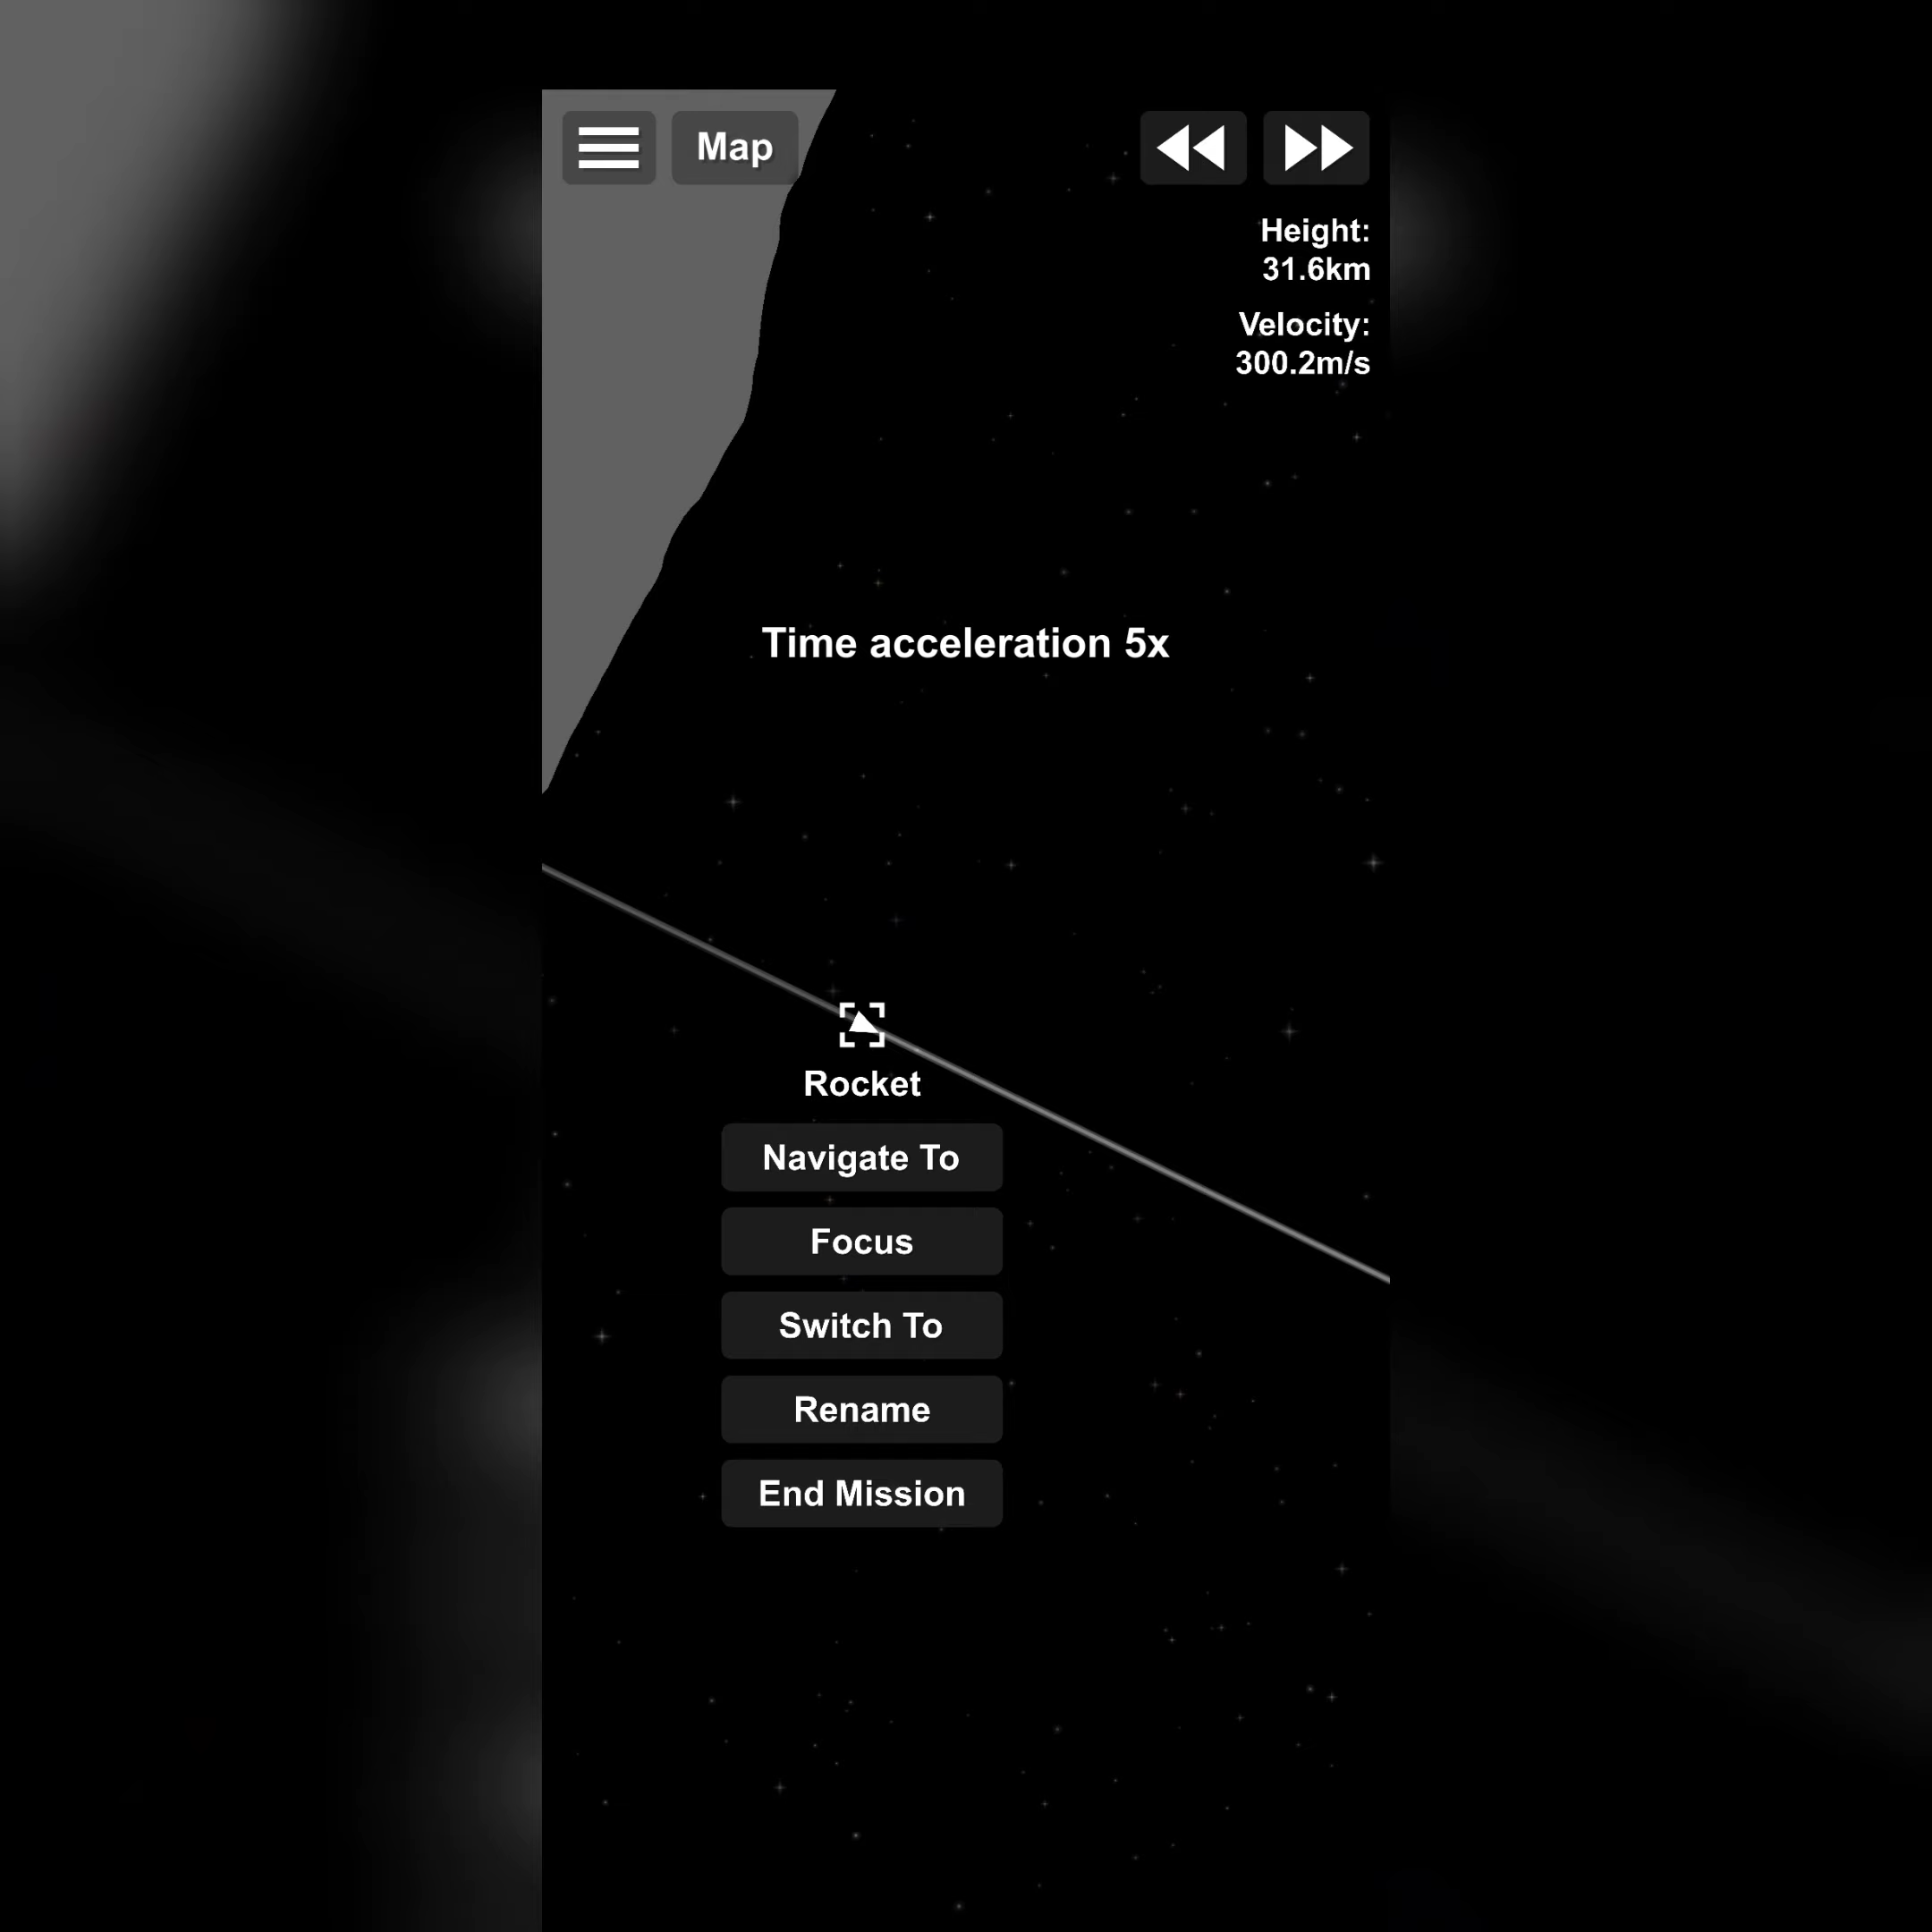 Map
Height:
31.6km
Velocity:
300.2m/s
Time acceleration 5x
Rocket
Navigate To
Focus
Switch To
Rename
End Mission